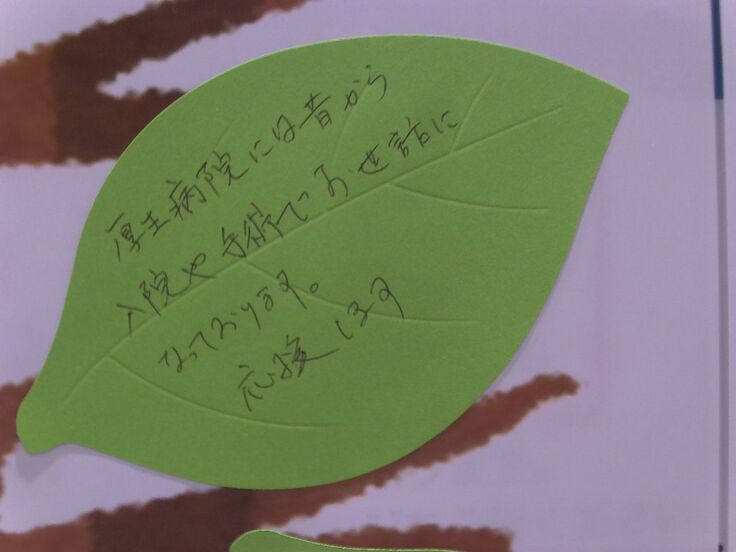 厚生病院には昔から
入院や手術でお世話に
なっております。
応援します